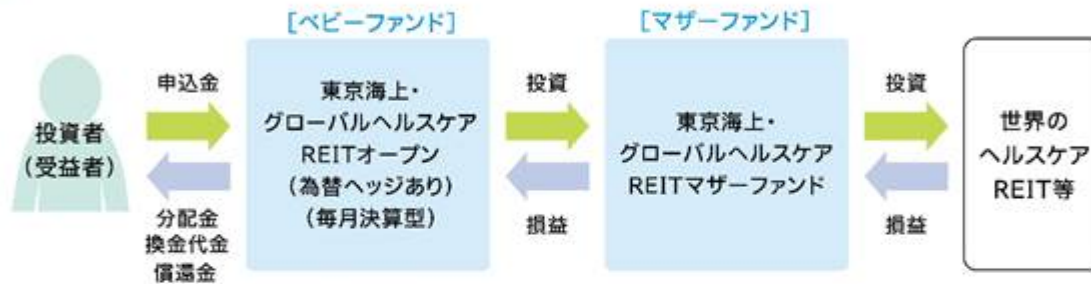 [ベビーファンド]
[マザーファンド]
投資者
(受益者)
申込金
分配金
換金代金
償還金
東京海上・
グローバルヘルスケア
REITオープン
(為替ヘッジあり)
(毎月決算型)
投資
損益
東京海上・
グローバルヘルスケア
REITマザーファンド
投資
損益
世界の
ヘルスケア
REIT等